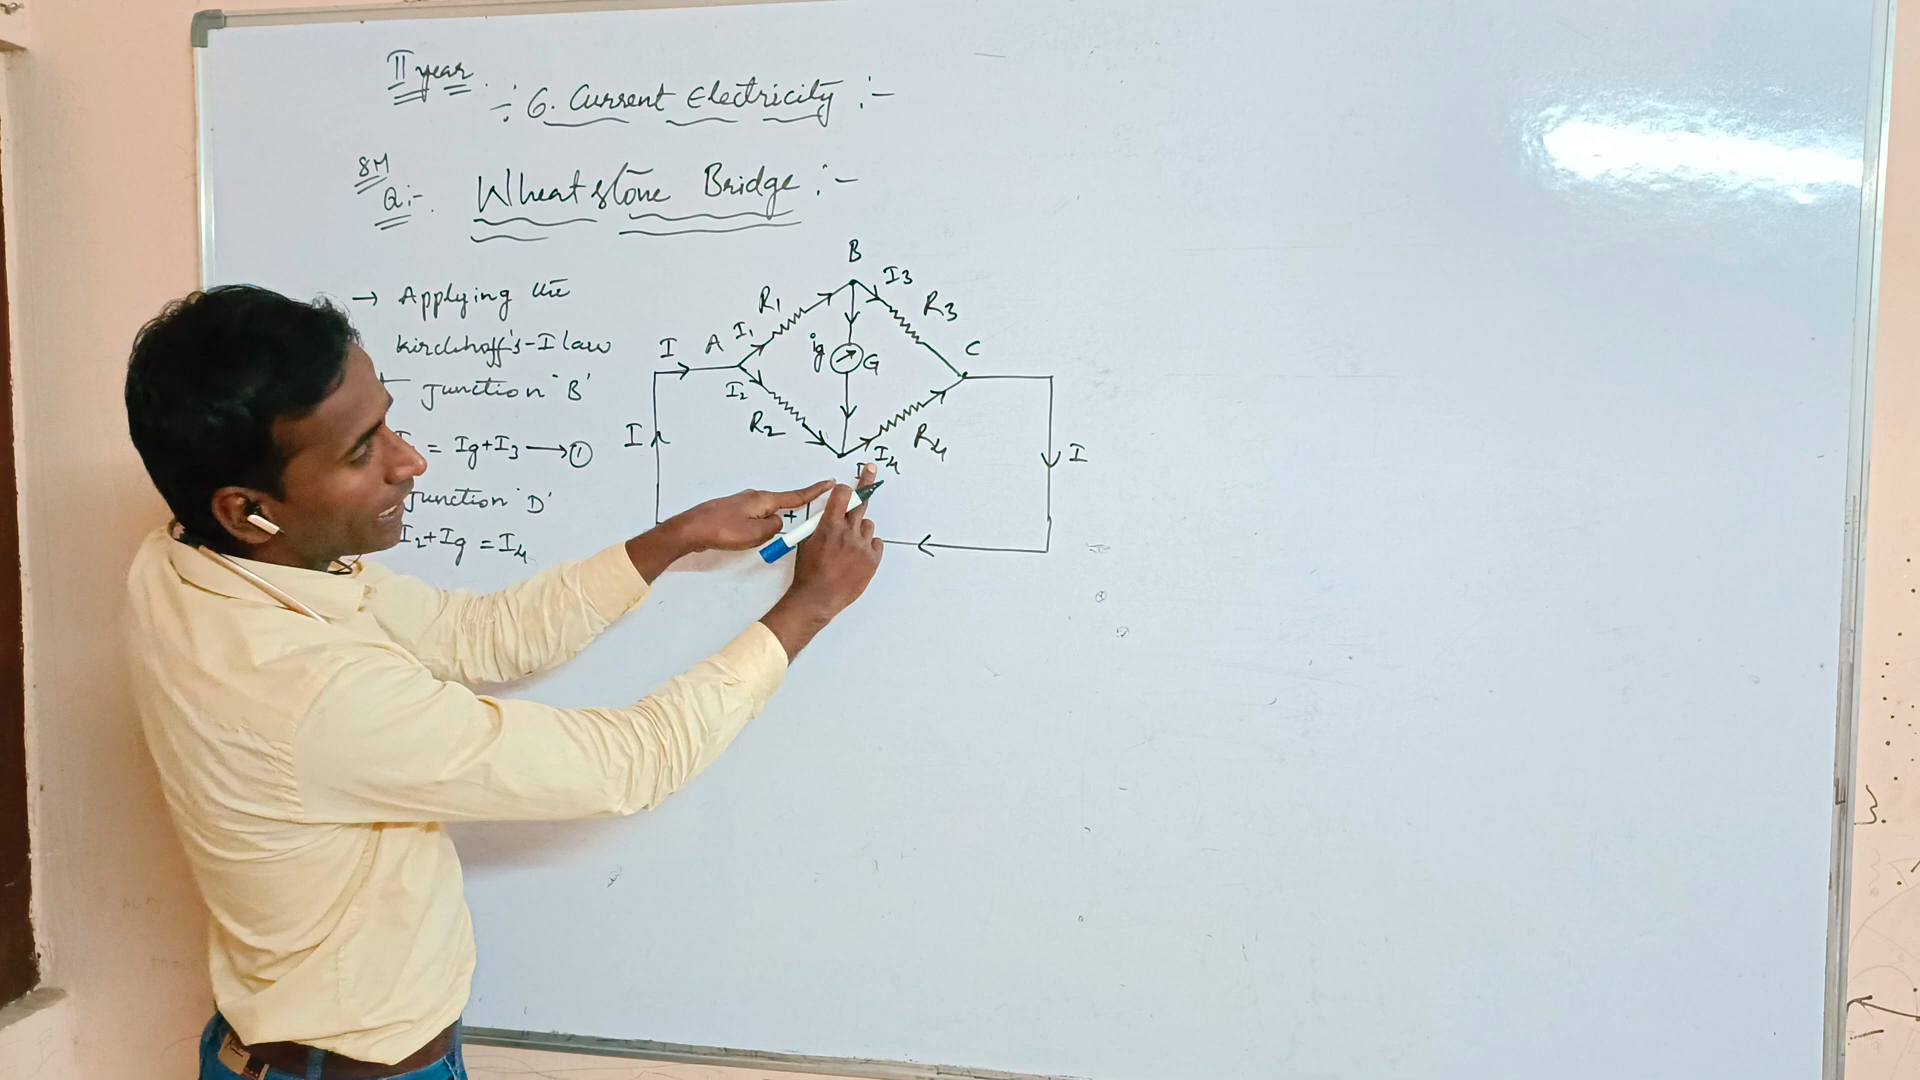 II year
:- 6. Current Electricity :-
8M
Q:- Wheatstone Bridge :-
→ Applying the
Kirchhoff's-I law
Junction 'B'
= Ig+I3 → ①
Junction 'D'
I2+Ig = I4
B
I3
R1
R3
I1
A
I
ig
G
C
I2
R2
R4
I
I4
I
+